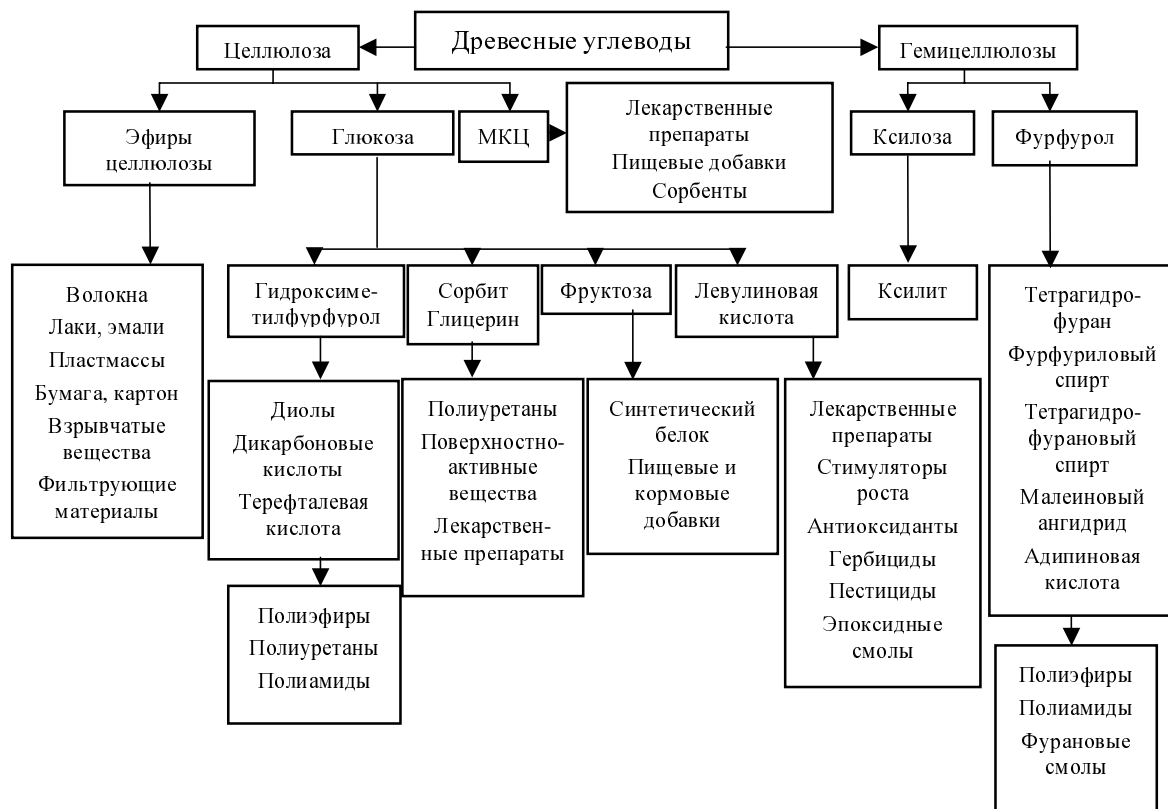 Древесные углеводы
Целлюлоза
Гемицеллюлозы
Эфиры
целлюлозы
Глюкоза
МКЦ
Лекарственные
препараты
Пищевые добавки
Сорбенты
Ксилоза
Фурфурол
Волокна
Лаки, эмали
Пластмассы
Бумага, картон
Взрывчатые
вещества
Фильтрующие
материалы
Гидроксиме-
тилфурфурол
Сорбит
Глицерин
Фруктоза
Левулиновая
кислота
Ксилит
Тетрагидро-
фуран
Фурфуриловый
спирт
Тетрагидро-
фурановый
спирт
Малеиновый
ангидрид
Адипиновая
кислота
Диолы
Дикарбоновые
кислоты
Терефталевая
кислота
Полиуретаны
Поверхностно-
активные
вещества
Лекарствен-
ные препараты
Синтетический
белок
Пищевые и
кормовые
добавки
Лекарственные
препараты
Стимуляторы
роста
Антиоксиданты
Гербициды
Пестициды
Эпоксидные
смолы
Полиэфиры
Полиуретаны
Полиамиды
Полиэфиры
Полиамиды
Фурановые
смолы